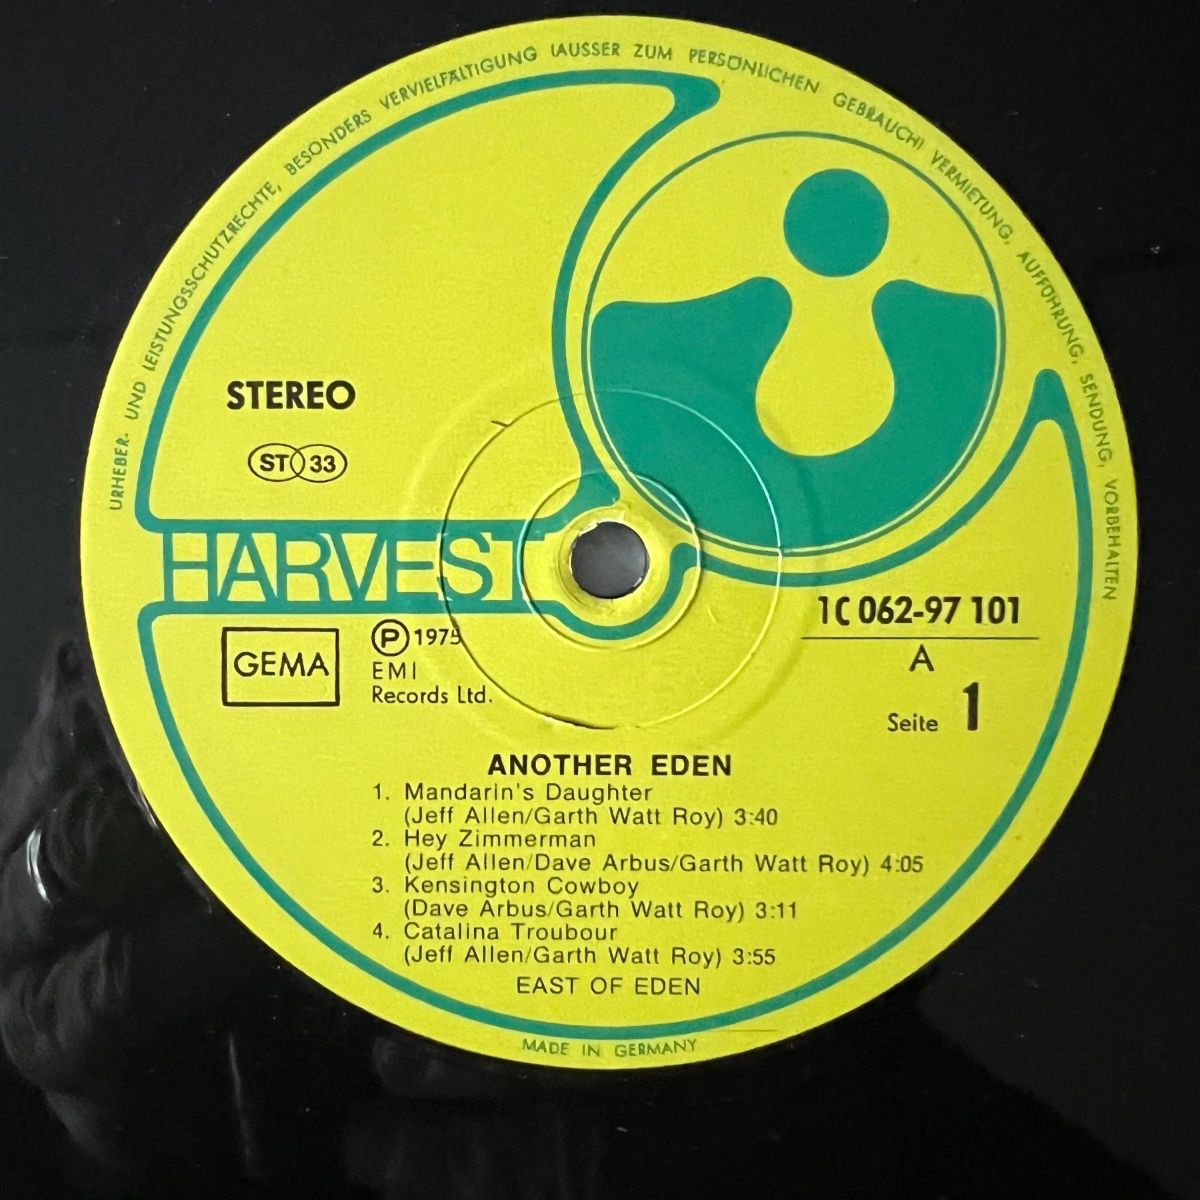 URHEBER- UND LEISTUNGSSCHUTZRECHTE, BESONDERS VERVIELFÄLTIGUNG (AUSSER ZUM PERSÖNLICHEN GEBRAUCH) VERMIETUNG, AUFFÜHRUNG, SENDUNG, VORBEHALTEN
STEREO
ST 33
HARVEST
GEMA
Ⓟ 1975
EMI
Records Ltd.
1C 062-97 101
A
Seite 1
ANOTHER EDEN
1. Mandarin's Daughter
(Jeff Allen/Garth Watt Roy) 3:40
2. Hey Zimmerman
(Jeff Allen/Dave Arbus/Garth Watt Roy) 4:05
3. Kensington Cowboy
(Dave Arbus/Garth Watt Roy) 3:11
4. Catalina Troubour
(Jeff Allen/Garth Watt Roy) 3:55
EAST OF EDEN
MADE IN GERMANY